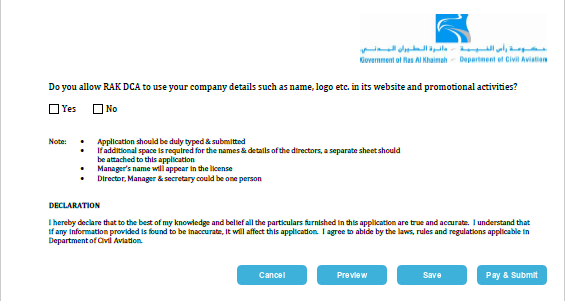 حكومة رأس الخيمة - دائرة الطيران المدني
Government of Ras Al Khaimah - Department of Civil Aviation
Do you allow RAK DCA to use your company details such as name, logo etc. in its website and promotional activities?
Yes No
Note: • Application should be duly typed & submitted
• If additional space is required for the names & details of the directors, a separate sheet should
be attached to this application
• Manager's name will appear in the license
• Director, Manager & secretary could be one person
DECLARATION
I hereby declare that to the best of my knowledge and belief all the particulars furnished in this application are true and accurate. I understand that
if any information provided is found to be inaccurate, it will affect this application. I agree to abide by the laws, rules and regulations applicable in
Department of Civil Aviation.
Cancel Preview Save Pay & Submit